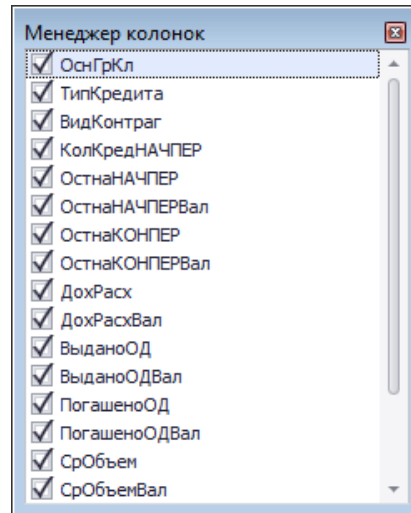 Менеджер колонок
ОснГрКл
ТипКредита
ВидКонтраг
КолКредНАЧПЕР
ОстнаНАЧПЕР
ОстнаНАЧПЕРВал
ОстнаКОНПЕР
ОстнаКОНПЕРВал
ДохРасх
ДохРасхВал
ВыданоОД
ВыданоОДВал
ПогашеноОД
ПогашеноОДВал
СрОбъем
СрОбъемВал